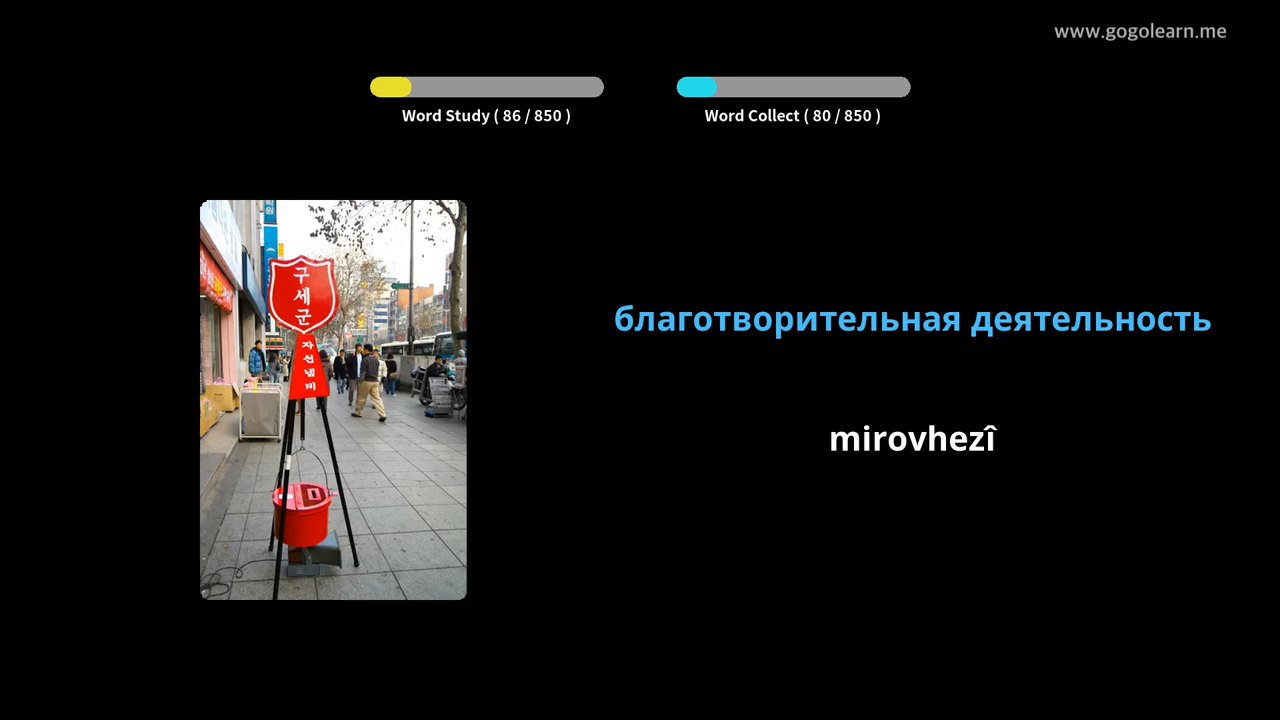 www.gogolearn.me
Word Study ( 86 / 850 )
Word Collect ( 80 / 850 )
구세군
자선냄비
благотворительная деятельность
mirovhezî